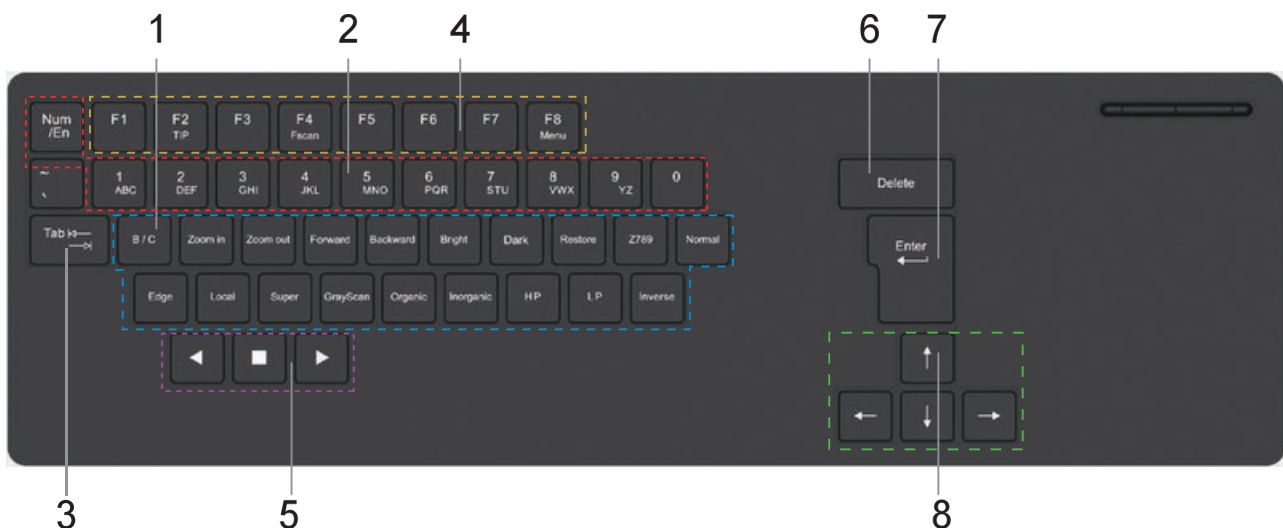 1 2 4 6 7
Num
/En
F1 F2 F3 F4 F5 F6 F7 F8
TIP Fscan Menu
~ 1 2 3 4 5 6 7 8 9 0
` ABC DEF GHI JKL MNO PQR STU VWX YZ
Delete
Tab B / C Zoom in Zoom out Forward Backward Bright Dark Restore Z789 Normal
Enter
Edge Local Super GrayScan Organic Inorganic HP LP Inverse
3 5 8